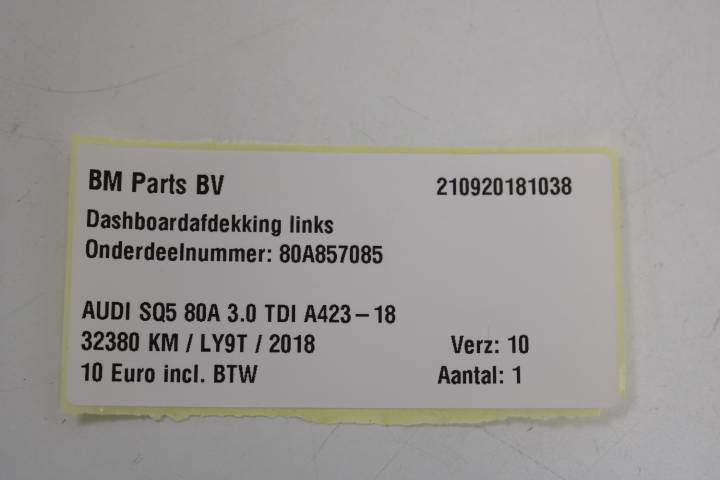 BM Parts BV 210920181038
Dashboardafdekking links
Onderdeelnummer: 80A857085
AUDI SQ5 80A 3.0 TDI A423-18
32380 KM / LY9T / 2018 Verz: 10
10 Euro incl. BTW Aantal: 1